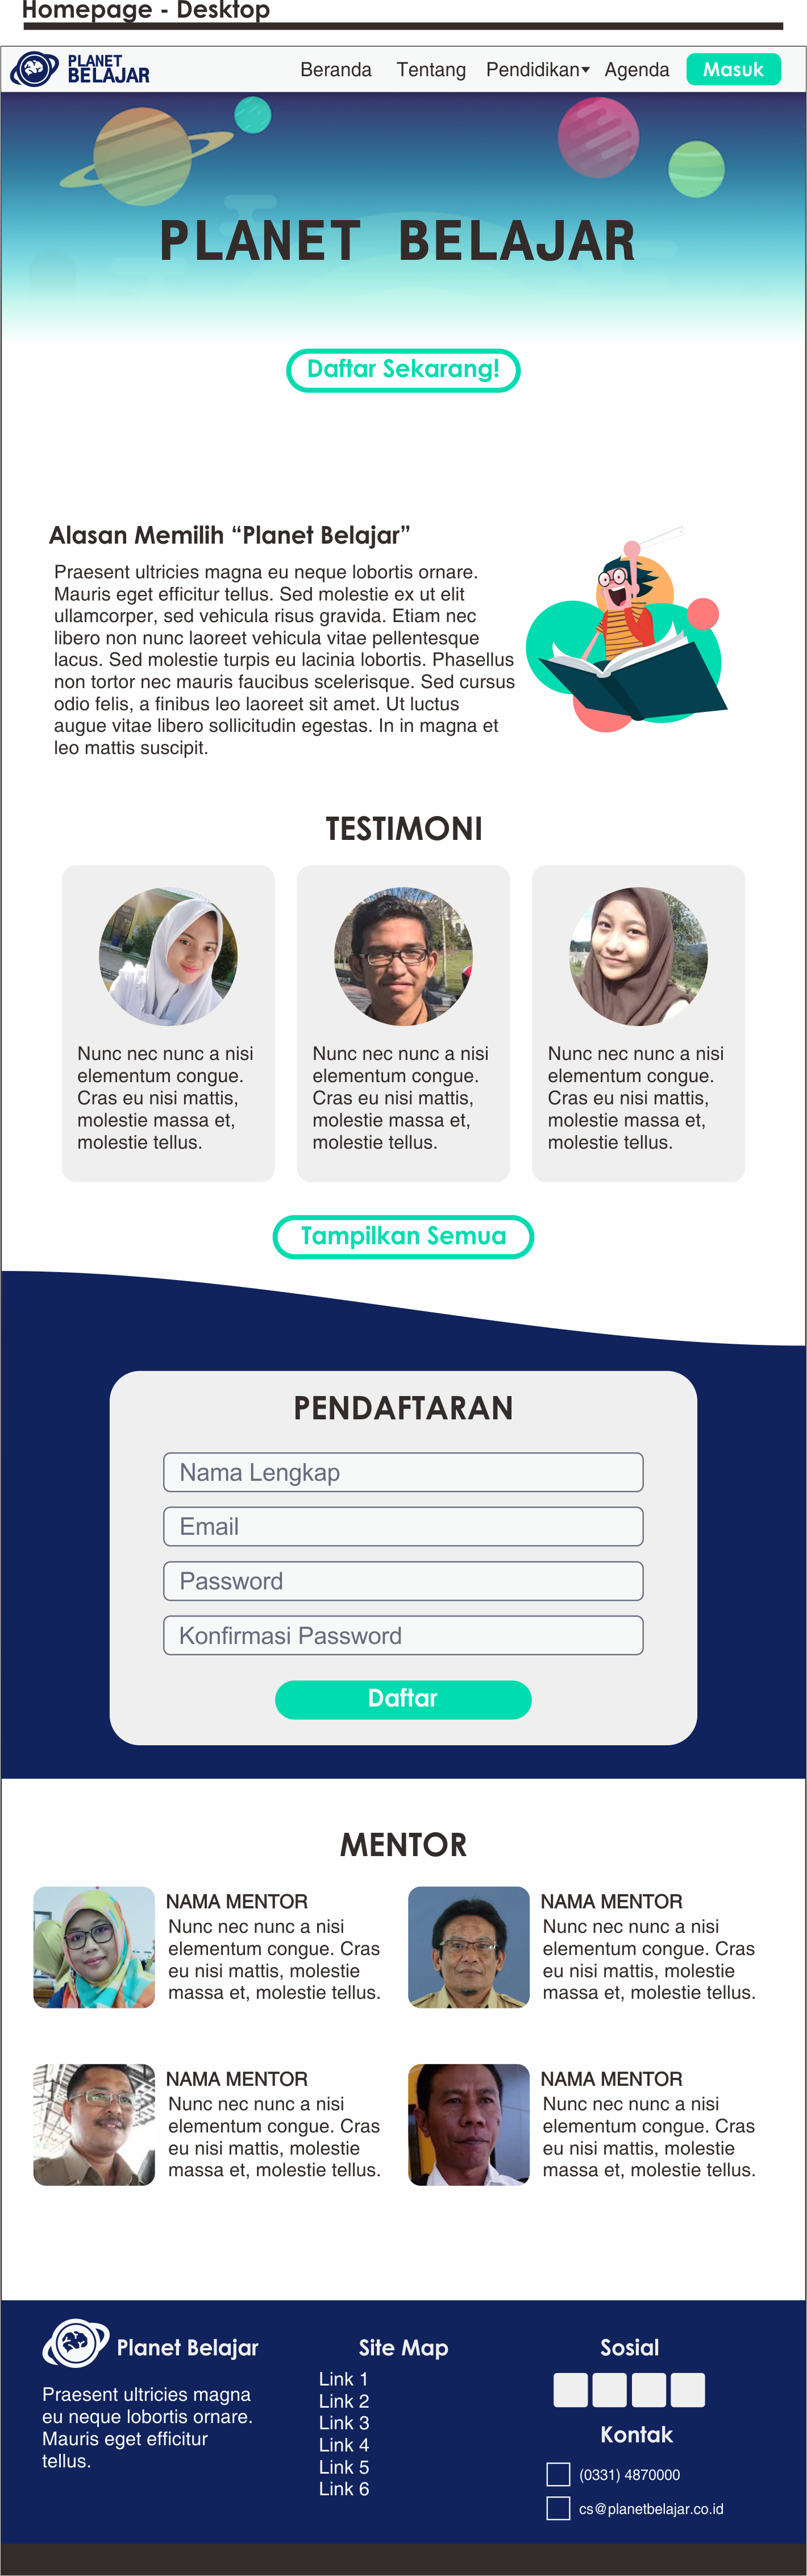 Homepage - Desktop
PLANET
BELAJAR
Beranda Tentang Pendidikan Agenda Masuk
PLANET BELAJAR
Daftar Sekarang!
Alasan Memilih “Planet Belajar”
Praesent ultricies magna eu neque lobortis ornare.
Mauris eget efficitur tellus. Sed molestie ex ut elit
ullamcorper, sed vehicula risus gravida. Etiam nec
libero non nunc laoreet vehicula vitae pellentesque
lacus. Sed molestie turpis eu lacinia lobortis. Phasellus
non tortor nec mauris faucibus scelerisque. Sed cursus
odio felis, a finibus leo laoreet sit amet. Ut luctus
augue vitae libero sollicitudin egestas. In in magna et
leo mattis suscipit.
TESTIMONI
Nunc nec nunc a nisi
elementum congue.
Cras eu nisi mattis,
molestie massa et,
molestie tellus.
Nunc nec nunc a nisi
elementum congue.
Cras eu nisi mattis,
molestie massa et,
molestie tellus.
Nunc nec nunc a nisi
elementum congue.
Cras eu nisi mattis,
molestie massa et,
molestie tellus.
Tampilkan Semua
PENDAFTARAN
Nama Lengkap
Email
Password
Konfirmasi Password
Daftar
MENTOR
NAMA MENTOR
Nunc nec nunc a nisi
elementum congue. Cras
eu nisi mattis, molestie
massa et, molestie tellus.
NAMA MENTOR
Nunc nec nunc a nisi
elementum congue. Cras
eu nisi mattis, molestie
massa et, molestie tellus.
NAMA MENTOR
Nunc nec nunc a nisi
elementum congue. Cras
eu nisi mattis, molestie
massa et, molestie tellus.
NAMA MENTOR
Nunc nec nunc a nisi
elementum congue. Cras
eu nisi mattis, molestie
massa et, molestie tellus.
Planet Belajar
Praesent ultricies magna
eu neque lobortis ornare.
Mauris eget efficitur
tellus.
Site Map
Link 1
Link 2
Link 3
Link 4
Link 5
Link 6
Sosial
Kontak
(0331) 4870000
cs@planetbelajar.co.id